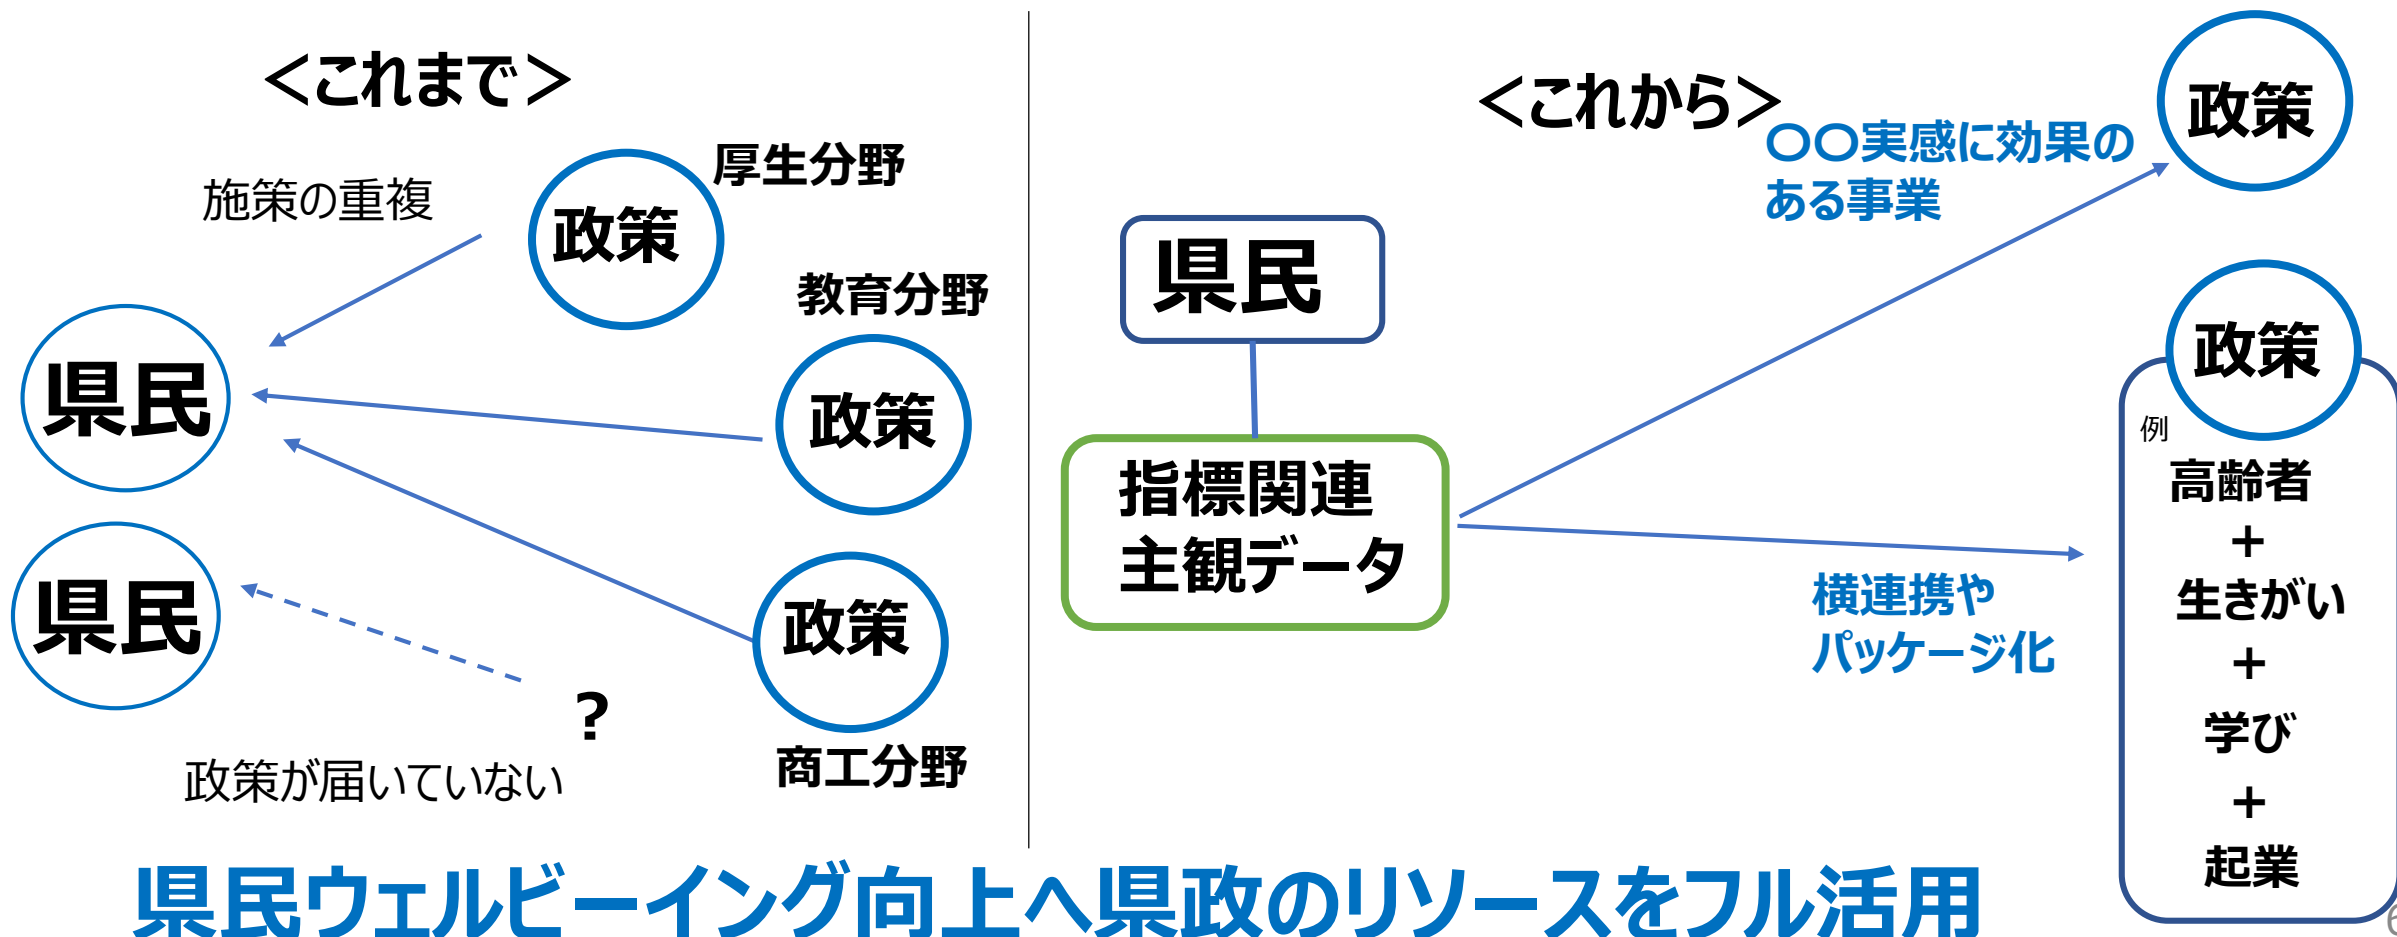 ＜これまで＞
施策の重複
厚生分野
政策
教育分野
政策
県民
県民
政策
商工分野
？
政策が届いていない
＜これから＞
〇〇実感に効果の
ある事業
政策
県民
指標関連
主観データ
横連携や
パッケージ化
政策
例
高齢者
＋
生きがい
＋
学び
＋
起業
県民ウェルビーイング向上へ県政のリソースをフル活用